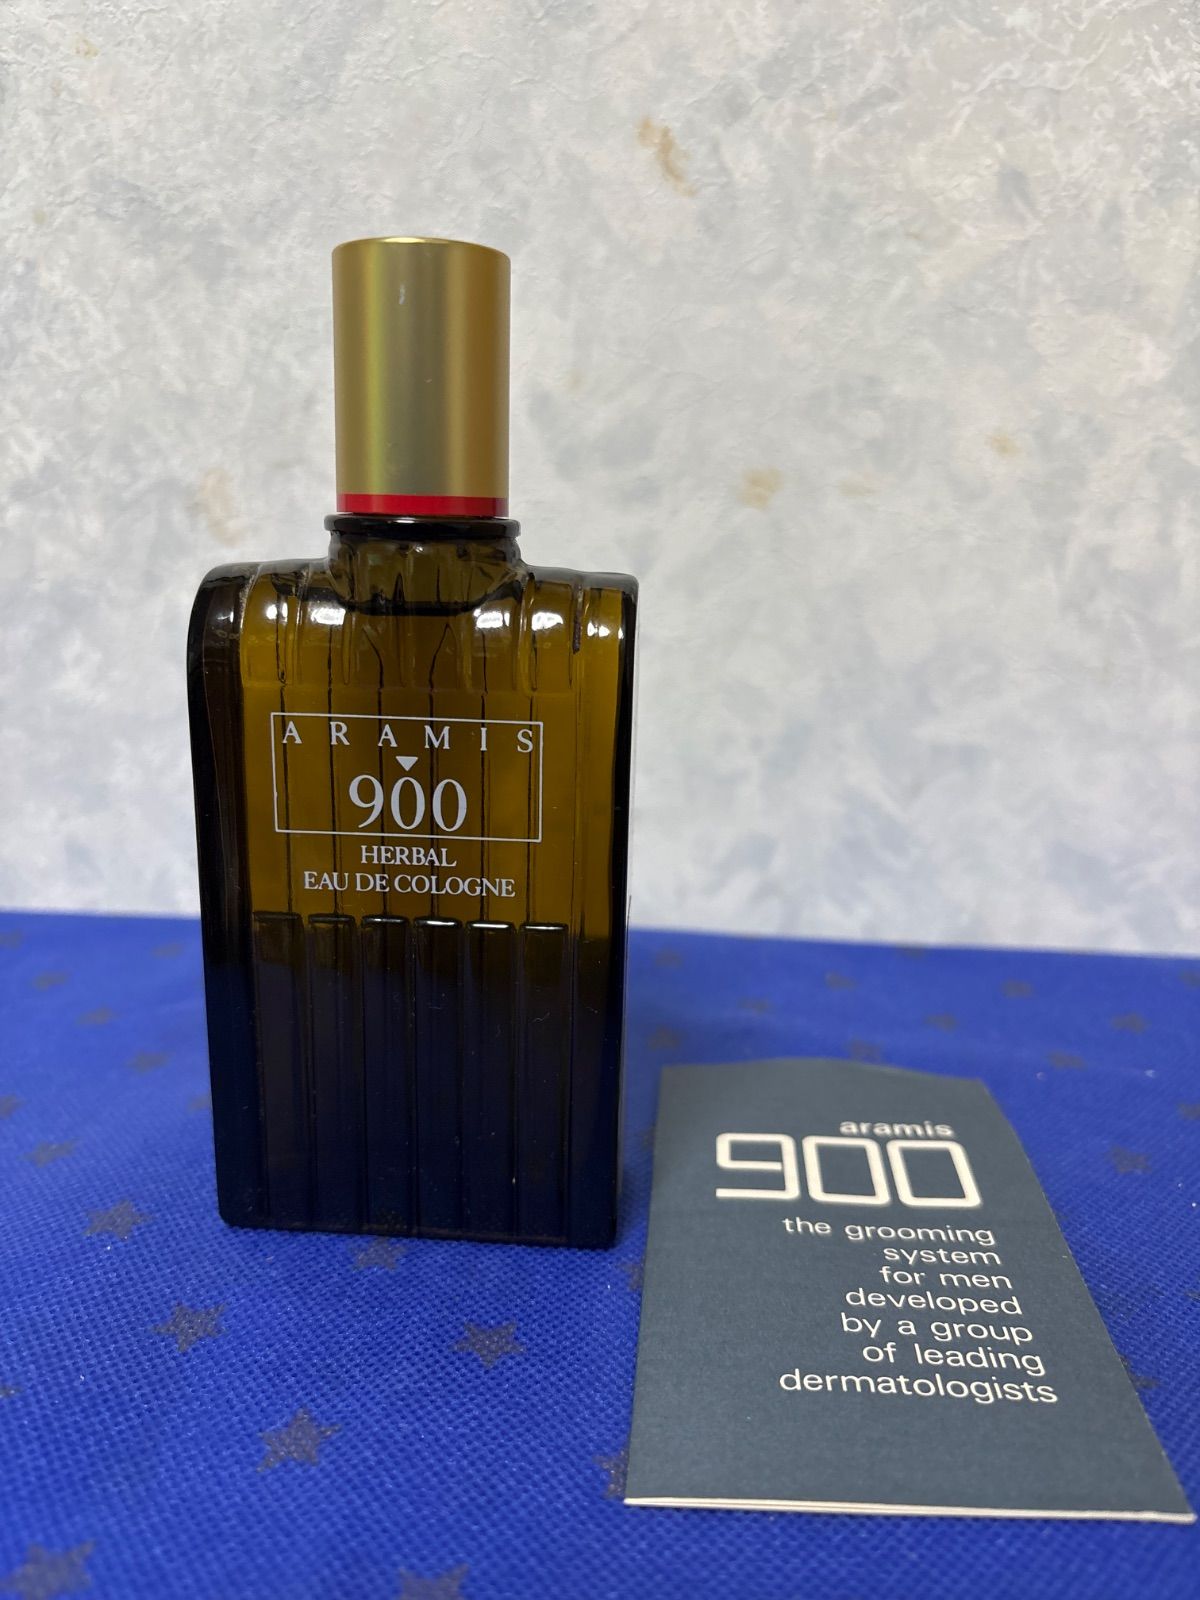 ARAMIS
900
HERBAL
EAU DE COLOGNE
aramis
900
the grooming
system
for men
developed
by a group
of leading
dermatologists